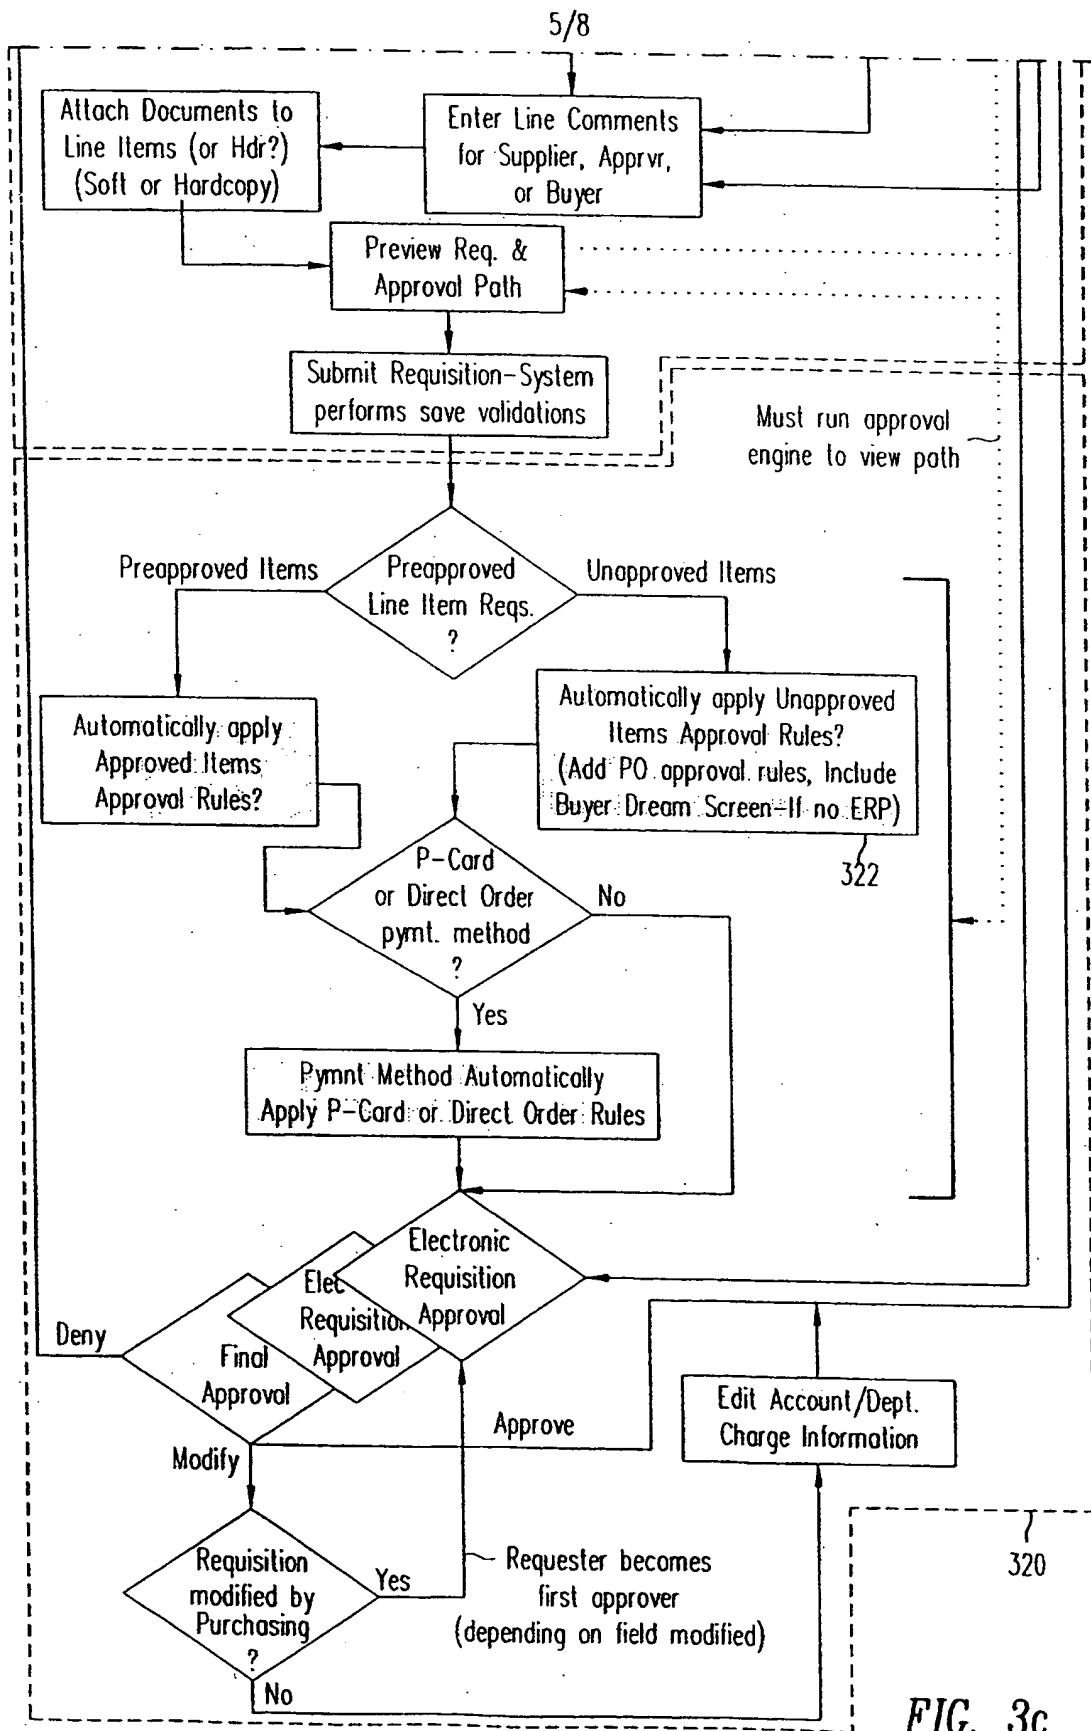 5/8
Attach Documents to
Line Items (or Hdr?)
(Soft or Hardcopy)
Enter Line Comments
for Supplier, Apprvr,
or Buyer
Preview Req. &
Approval Path
Submit Requisition-System
performs save validations
Must run approval
engine to view path
Preapproved Items
Preapproved
Line Item Reqs.
?
Unapproved Items
Automatically apply
Approved Items
Approval Rules?
Automatically apply Unapproved
Items Approval Rules?
(Add PO approval rules, Include
Buyer Dream Screen-If no ERP)
322
P-Card
or Direct Order
pymt. method
?
No
Yes
Pymnt Method Automatically
Apply P-Card or Direct Order Rules
Electronic
Requisition
Approval
Elec
Requisition
Approval
Final
Approval
Deny
Approve
Modify
Edit Account/Dept.
Charge Information
Requisition
modified by
Purchasing
?
Yes
Requester becomes
first approver
(depending on field modified)
No
320
FIG. 3c